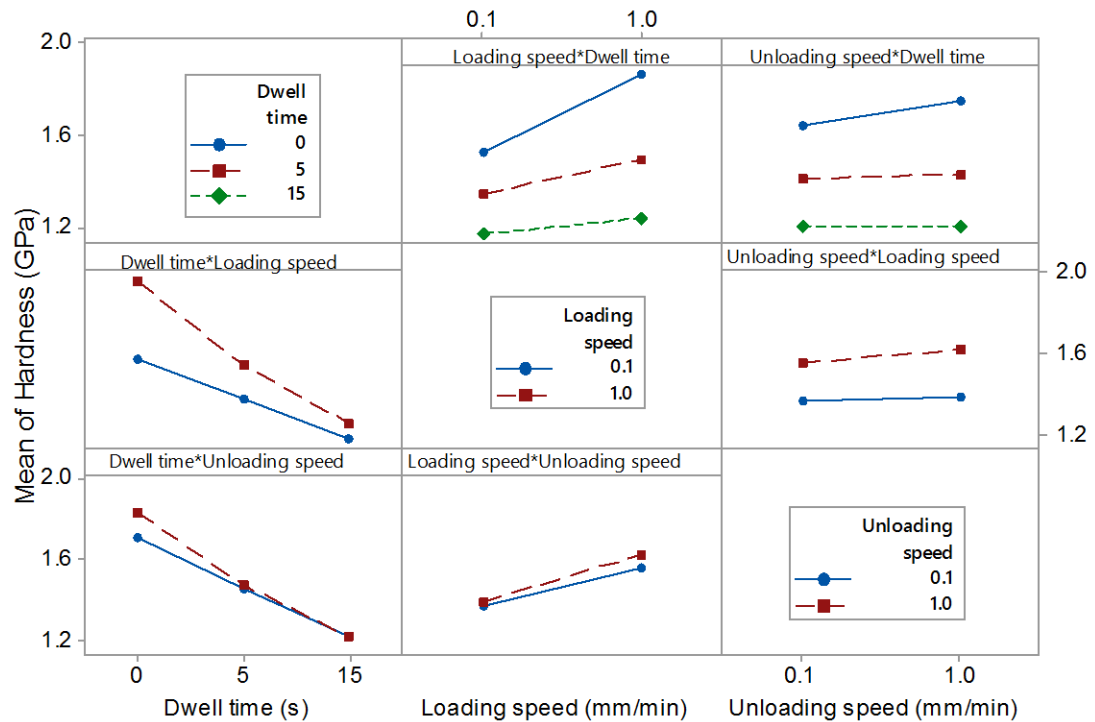 0.1 1.0
2.0
Loading speed*Dwell time Unloading speed*Dwell time
Dwell
time
0
5
15
1.6
1.2
Dwell time*Loading speed
Unloading speed*Loading speed
2.0
Loading
speed
0.1
1.0
1.6
1.2
Mean of Hardness (GPa)
Dwell time*Unloading speed Loading speed*Unloading speed
2.0
Unloading
speed
0.1
1.0
1.6
1.2
0 5 15 0.1 1.0
Dwell time (s) Loading speed (mm/min) Unloading speed (mm/min)